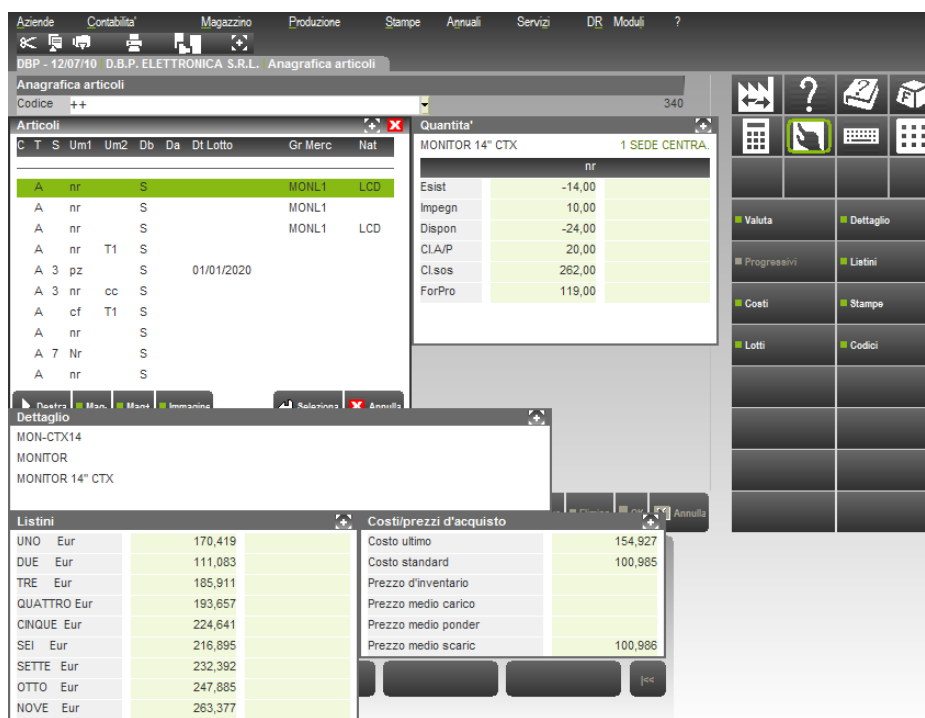 Aziende Contabilita' Magazzino Produzione Stampe Annuali Servizi DR Moduli ?
DBP - 12/07/10 D.B.P. ELETTRONICA S.R.L. Anagrafica articoli
Anagrafica articoli
Codice ++ 340
Articoli
C T S Um1 Um2 Db Da Dt Lotto Gr Merc Nat
A nr S MONL1 LCD
A nr S MONL1
A nr S MONL1 LCD
A nr T1 S
A 3 pz S 01/01/2020
A 3 nr cc S
A cf T1 S
A nr S
A 7 Nr S
A nr S
Destra Mag- Mag+ Immagine Seleziona Annulla
Quantita'
MONITOR 14" CTX 1 SEDE CENTRA.
nr
Esist -14,00
Impegn 10,00
Dispon -24,00
Cl.A/P 20,00
Cl.sos 262,00
ForPro 119,00
Valuta Dettaglio
Progressivi Listini
Costi Stampe
Lotti Codici
Dettaglio
MON-CTX14
MONITOR
MONITOR 14" CTX
Elimina OK Annulla
Listini
UNO Eur 170,419
DUE Eur 111,083
TRE Eur 185,911
QUATTRO Eur 193,657
CINQUE Eur 224,641
SEI Eur 216,895
SETTE Eur 232,392
OTTO Eur 247,885
NOVE Eur 263,377
Costi/prezzi d'acquisto
Costo ultimo 154,927
Costo standard 100,985
Prezzo d'inventario
Prezzo medio carico
Prezzo medio ponder
Prezzo medio scaric 100,986
|<<